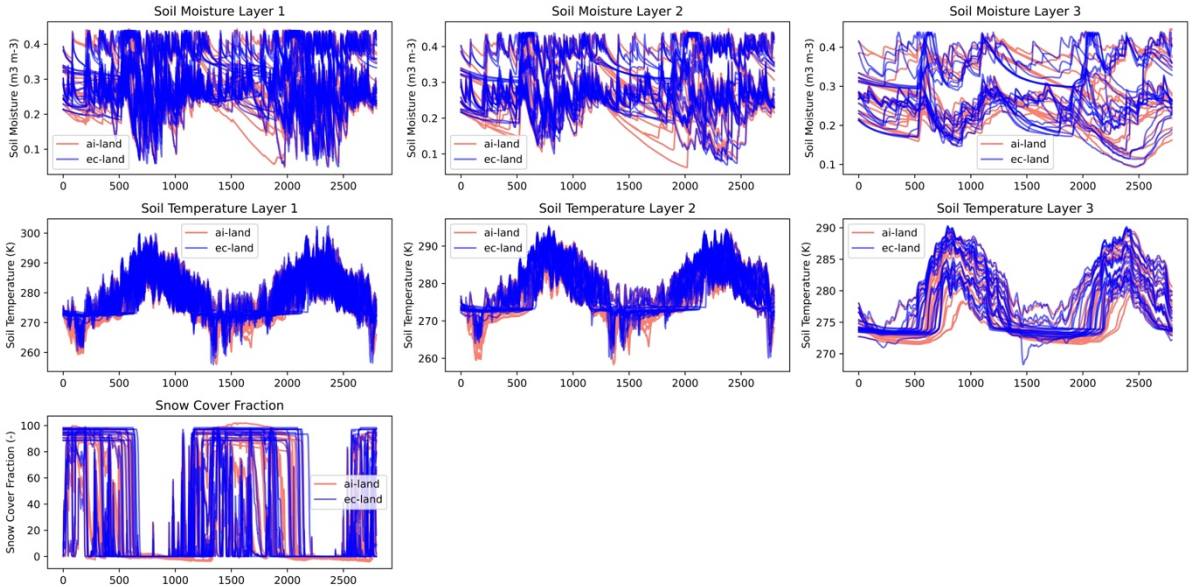 Soil Moisture Layer 1
Soil Moisture (m3 m-3)
0.4
0.3
0.2
0.1
ai-land
ec-land
0 500 1000 1500 2000 2500
Soil Moisture Layer 2
Soil Moisture (m3 m-3)
0.4
0.3
0.2
0.1
ai-land
ec-land
0 500 1000 1500 2000 2500
Soil Moisture Layer 3
Soil Moisture (m3 m-3)
0.4
0.3
0.2
0.1
ai-land
ec-land
0 500 1000 1500 2000 2500
Soil Temperature Layer 1
Soil Temperature (K)
300
290
280
270
260
ai-land
ec-land
0 500 1000 1500 2000 2500
Soil Temperature Layer 2
Soil Temperature (K)
290
280
270
260
ai-land
ec-land
0 500 1000 1500 2000 2500
Soil Temperature Layer 3
Soil Temperature (K)
290
285
280
275
270
ai-land
ec-land
0 500 1000 1500 2000 2500
Snow Cover Fraction
Snow Cover Fraction (-)
100
80
60
40
20
0
ai-land
ec-land
0 500 1000 1500 2000 2500